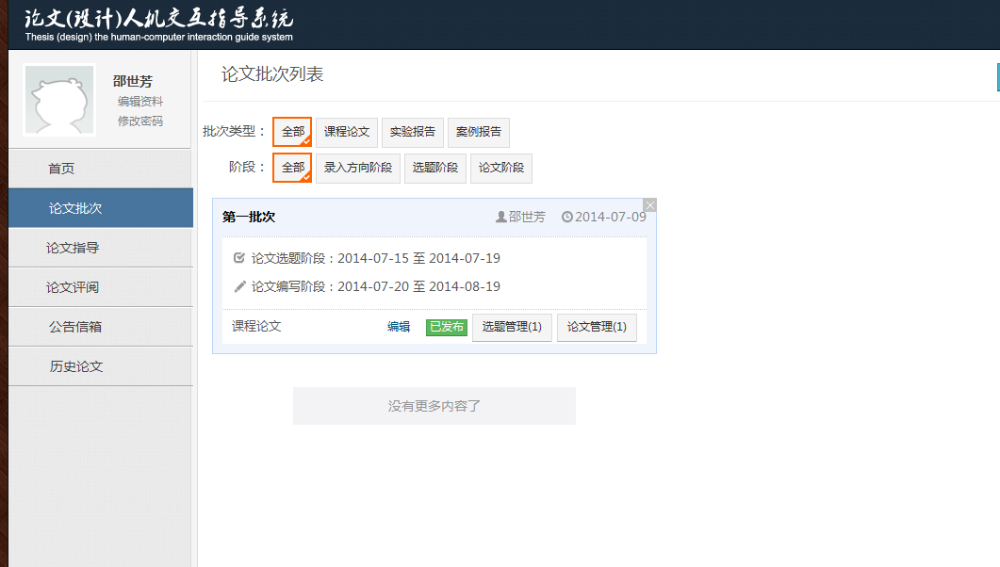 论文(设计)人机交互指导系统
Thesis (design) the human-computer interaction guide system
邵世芳
编辑资料
修改密码
首页
论文批次
论文指导
论文评阅
公告信箱
历史论文
论文批次列表
批次类型： 全部 课程论文 实验报告 案例报告
阶段： 全部 录入方向阶段 选题阶段 论文阶段
第一批次 邵世芳 2014-07-09
论文选题阶段：2014-07-15 至 2014-07-19
论文编写阶段：2014-07-20 至 2014-08-19
课程论文 编辑 已发布 选题管理(1) 论文管理(1)
没有更多内容了